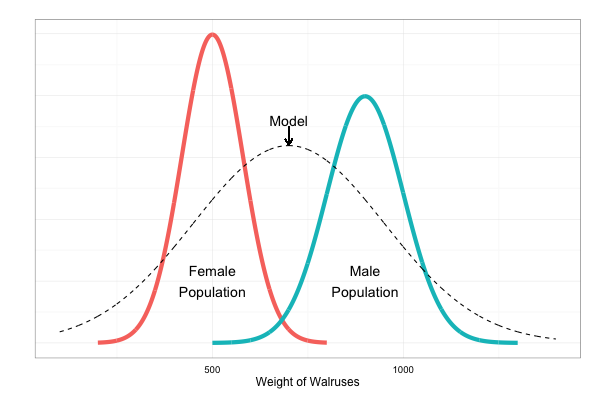 Model
Female
Population
Male
Population
500
1000
Weight of Walruses